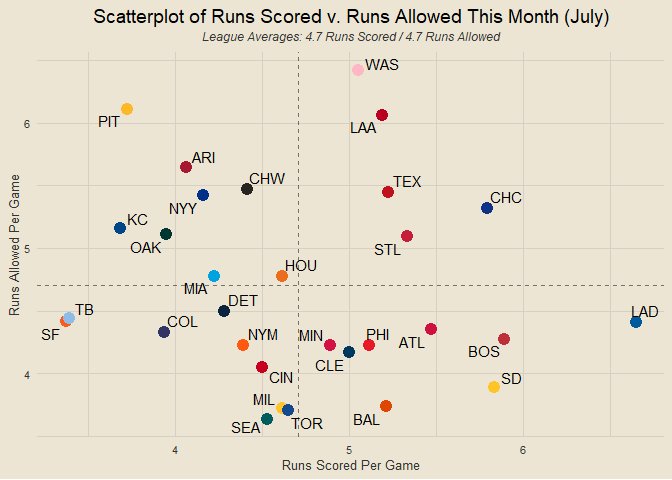 Scatterplot of Runs Scored v. Runs Allowed This Month (July)
League Averages: 4.7 Runs Scored / 4.7 Runs Allowed
WAS
PIT
6
LAA
ARI
CHW
TEX
NYY
CHC
KC
OAK
STL
5
HOU
MIA
DET
TB
LAD
COL
SF
NYM
MIN
PHI
ATL
BOS
CLE
4
CIN
SD
MIL
SEA
TOR
BAL
Runs Allowed Per Game
4
5
6
Runs Scored Per Game